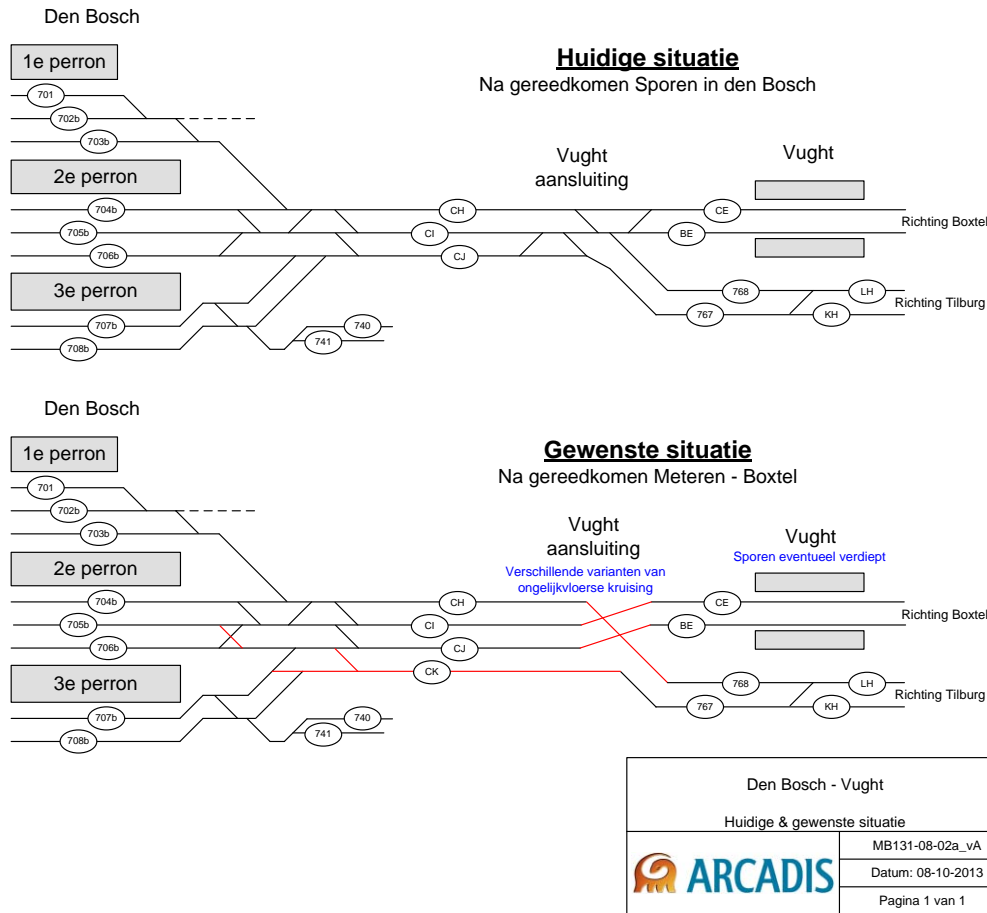 Den Bosch
1e perron
Huidige situatie
Na gereedkomen Sporen in den Bosch
701
702b
703b
2e perron
Vught
aansluiting
Vught
704b
CH
CE
Richting Boxtel
705b
CI
BE
706b
CJ
3e perron
768
LH
Richting Tilburg
707b
767
KH
740
708b
741
Den Bosch
1e perron
Gewenste situatie
Na gereedkomen Meteren - Boxtel
701
702b
703b
2e perron
Vught
aansluiting
Verschillende varianten van
ongelijkvloerse kruising
Vught
Sporen eventueel verdiept
704b
CH
CE
Richting Boxtel
705b
CI
BE
706b
CJ
3e perron
CK
768
LH
Richting Tilburg
707b
767
KH
740
708b
741
Den Bosch - Vught
Huidige & gewenste situatie
ARCADIS
MB131-08-02a_vA
Datum: 08-10-2013
Pagina 1 van 1